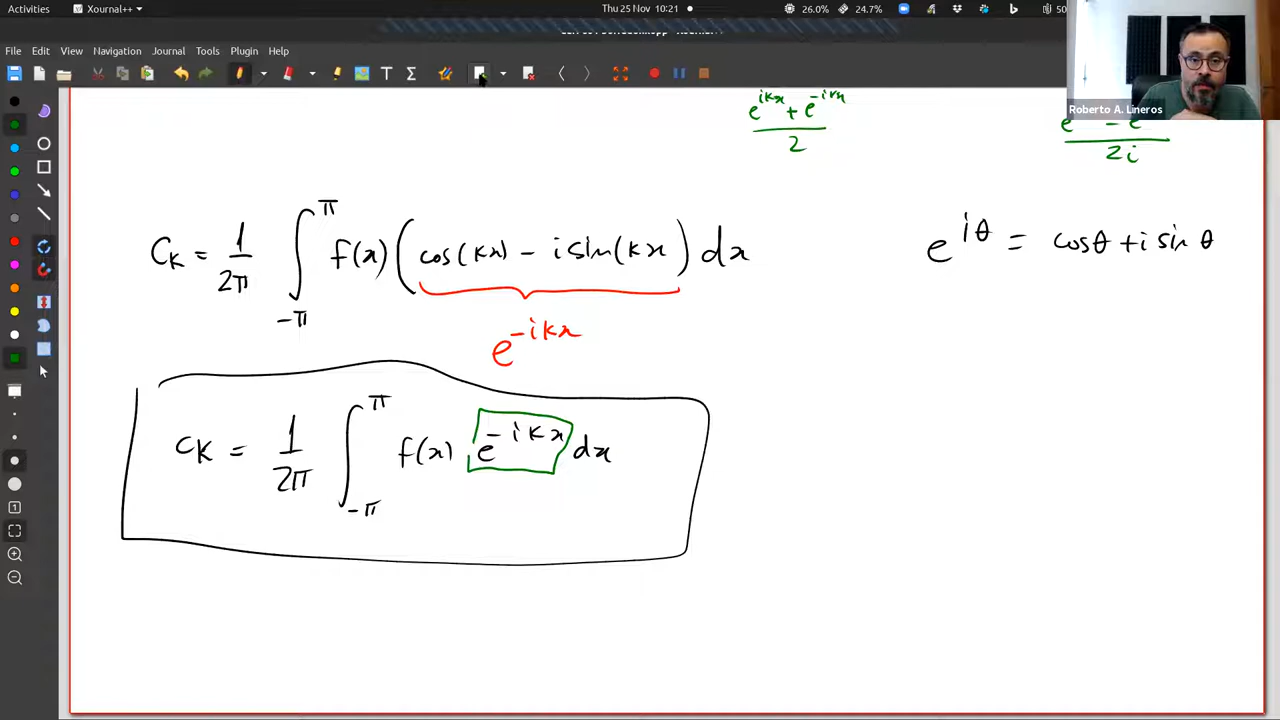 Activities Xournal++ Thu 25 Nov 10:21 26.0% 24.7%
File Edit View Navigation Journal Tools Plugin Help
Roberto A. Lineros
e^{ikx} + e^{-ikx} / 2
2i
C_K = 1/2π ∫_{-π}^{π} f(x) (cos(kx) - i sin(kx)) dx
e^{iθ} = cosθ + i sin θ
e^{-ikx}
C_K = 1/2π ∫_{-π}^{π} f(x) e^{-ikx} dx